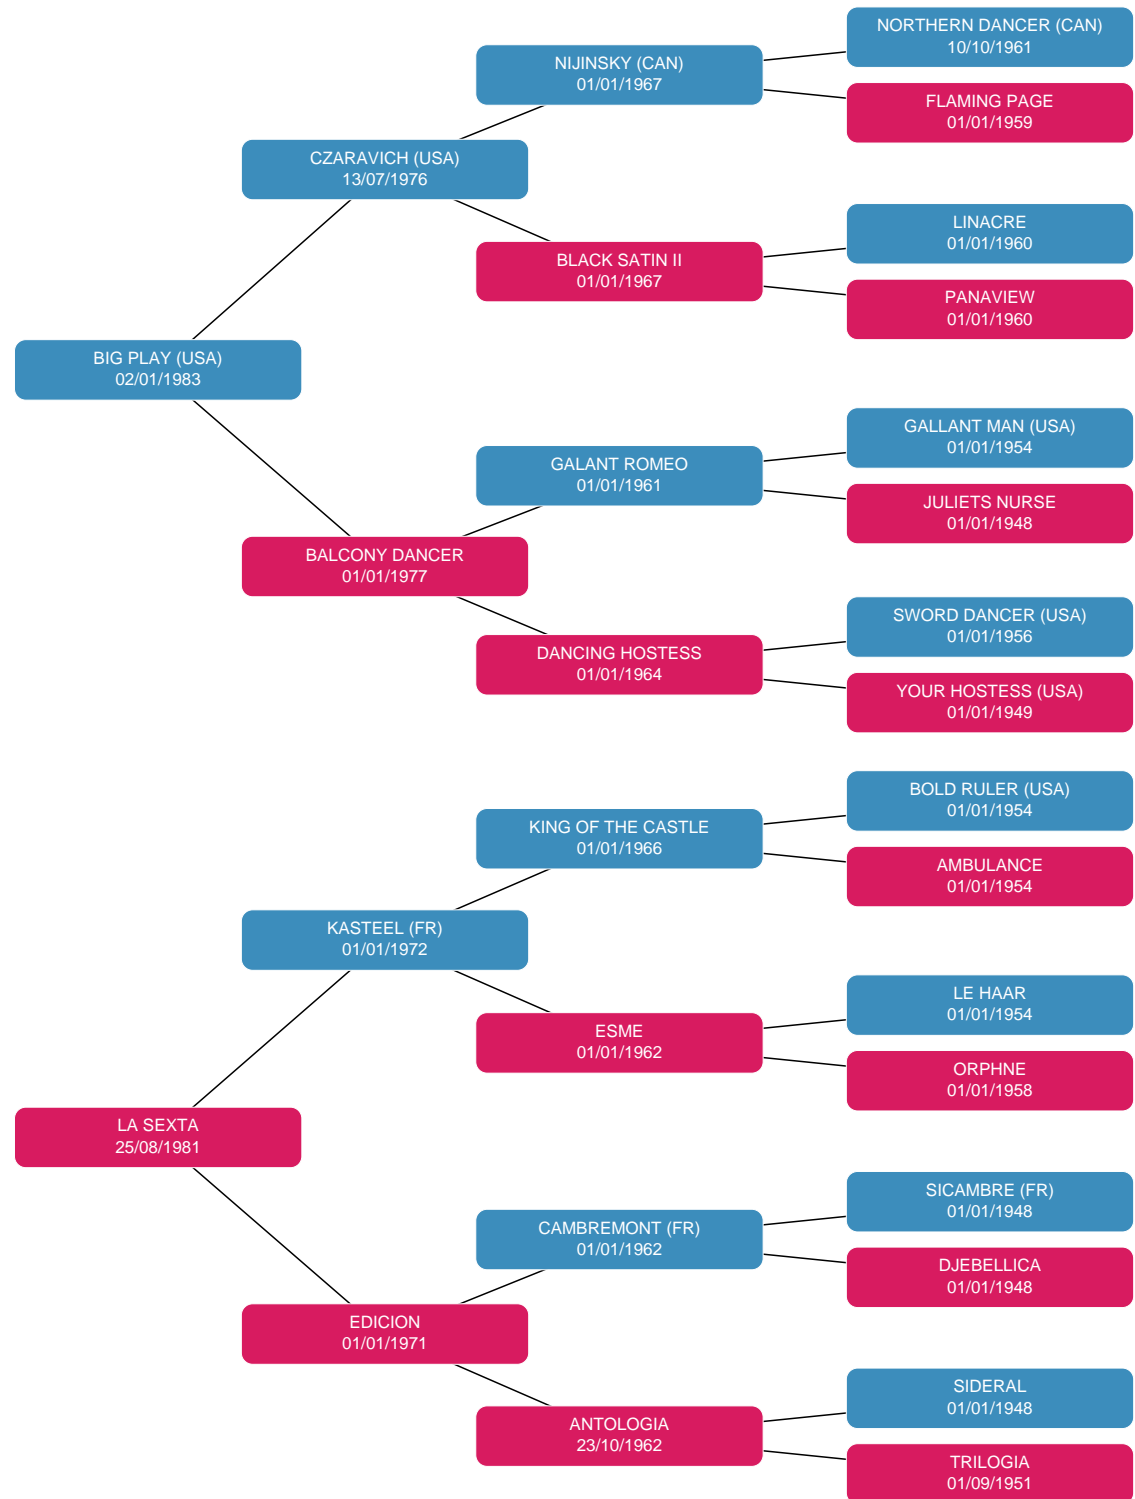 NORTHERN DANCER (CAN)
10/10/1961
NIJINSKY (CAN)
01/01/1967
FLAMING PAGE
01/01/1959
CZARAVICH (USA)
13/07/1976
LINACRE
01/01/1960
BLACK SATIN II
01/01/1967
PANAVIEW
01/01/1960
BIG PLAY (USA)
02/01/1983
GALLANT MAN (USA)
01/01/1954
GALANT ROMEO
01/01/1961
JULIETS NURSE
01/01/1948
BALCONY DANCER
01/01/1977
SWORD DANCER (USA)
01/01/1956
DANCING HOSTESS
01/01/1964
YOUR HOSTESS (USA)
01/01/1949
BOLD RULER (USA)
01/01/1954
KING OF THE CASTLE
01/01/1966
AMBULANCE
01/01/1954
KASTEEL (FR)
01/01/1972
LE HAAR
01/01/1954
ESME
01/01/1962
ORPHNE
01/01/1958
LA SEXTA
25/08/1981
SICAMBRE (FR)
01/01/1948
CAMBREMONT (FR)
01/01/1962
DJEBELLICA
01/01/1948
EDICION
01/01/1971
SIDERAL
01/01/1948
ANTOLOGIA
23/10/1962
TRILOGIA
01/09/1951